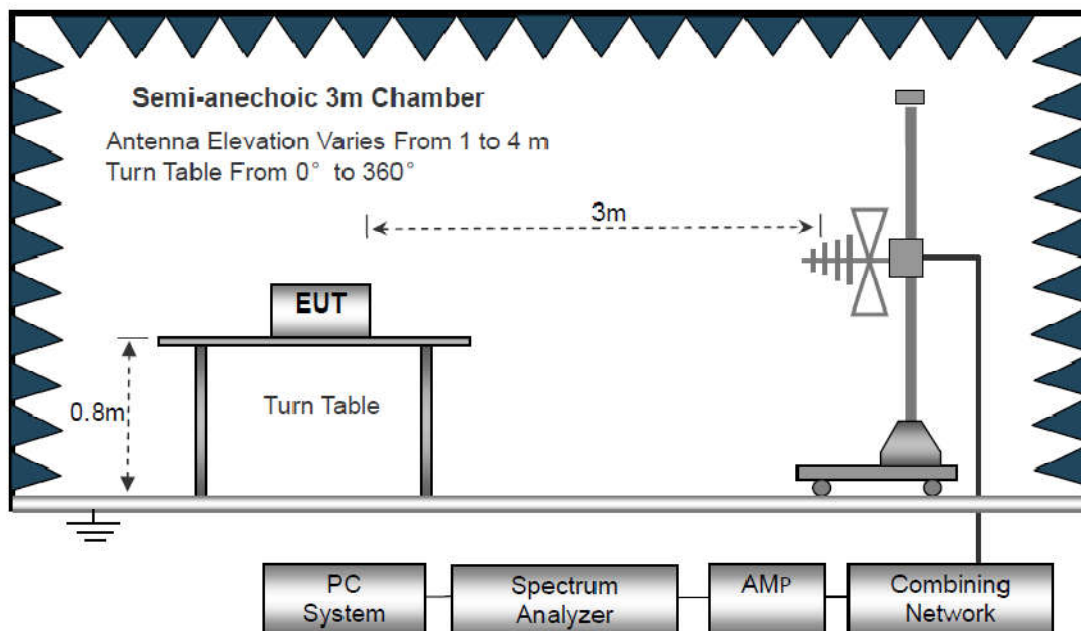 Semi-anechoic 3m Chamber
Antenna Elevation Varies From 1 to 4 m
Turn Table From 0° to 360°
3m
EUT
0.8m
Turn Table
PC
System
Spectrum
Analyzer
AMP
Combining
Network